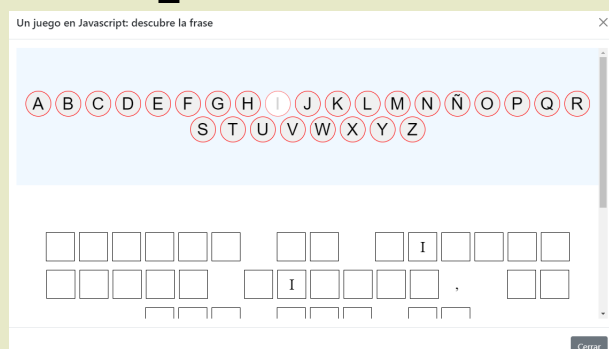 Un juego en Javascript: descubre la frase ×
A B C D E F G H I J K L M N Ñ O P Q R
S T U V W X Y Z
I
I ,
Cerrar